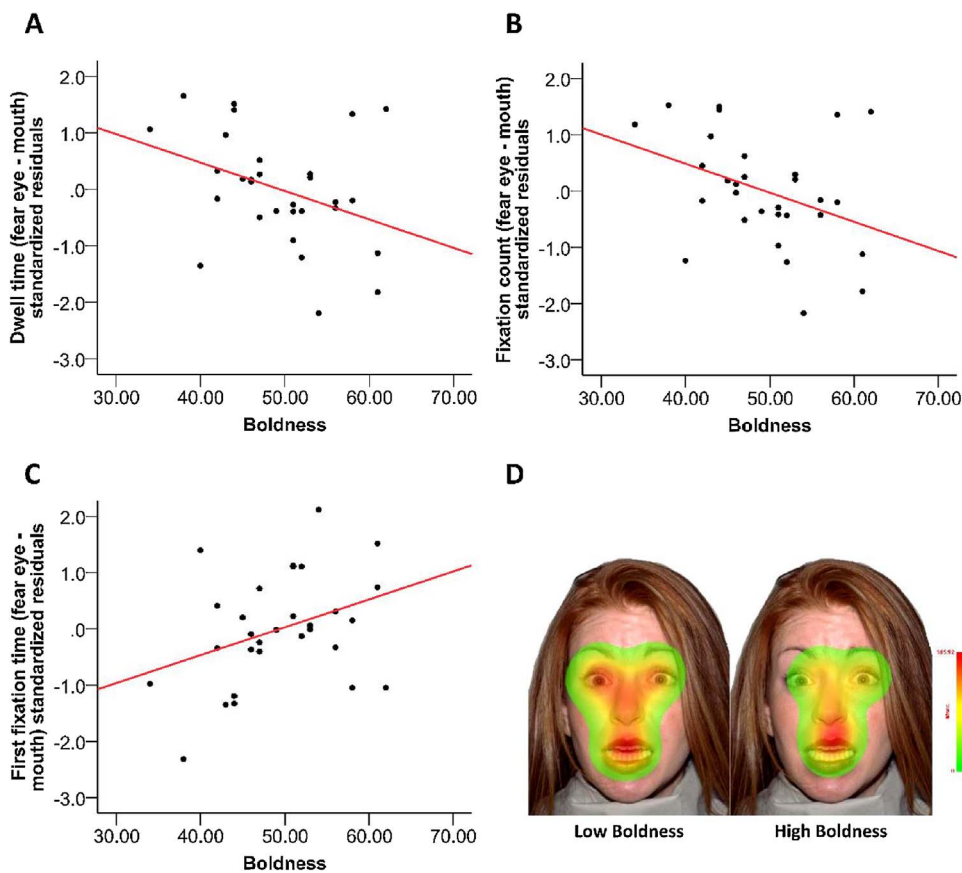 A
Dwell time (fear eye - mouth)
standardized residuals
2.0
1.0
.0
-1.0
-2.0
-3.0
30.00 40.00 50.00 60.00 70.00
Boldness
B
Fixation count (fear eye - mouth)
standardized residuals
2.0
1.0
.0
-1.0
-2.0
-3.0
30.00 40.00 50.00 60.00 70.00
Boldness
C
First fixation time (fear eye -
mouth) standardized residuals
2.0
1.0
.0
-1.0
-2.0
-3.0
30.00 40.00 50.00 60.00 70.00
Boldness
D
0
Low Boldness
High Boldness